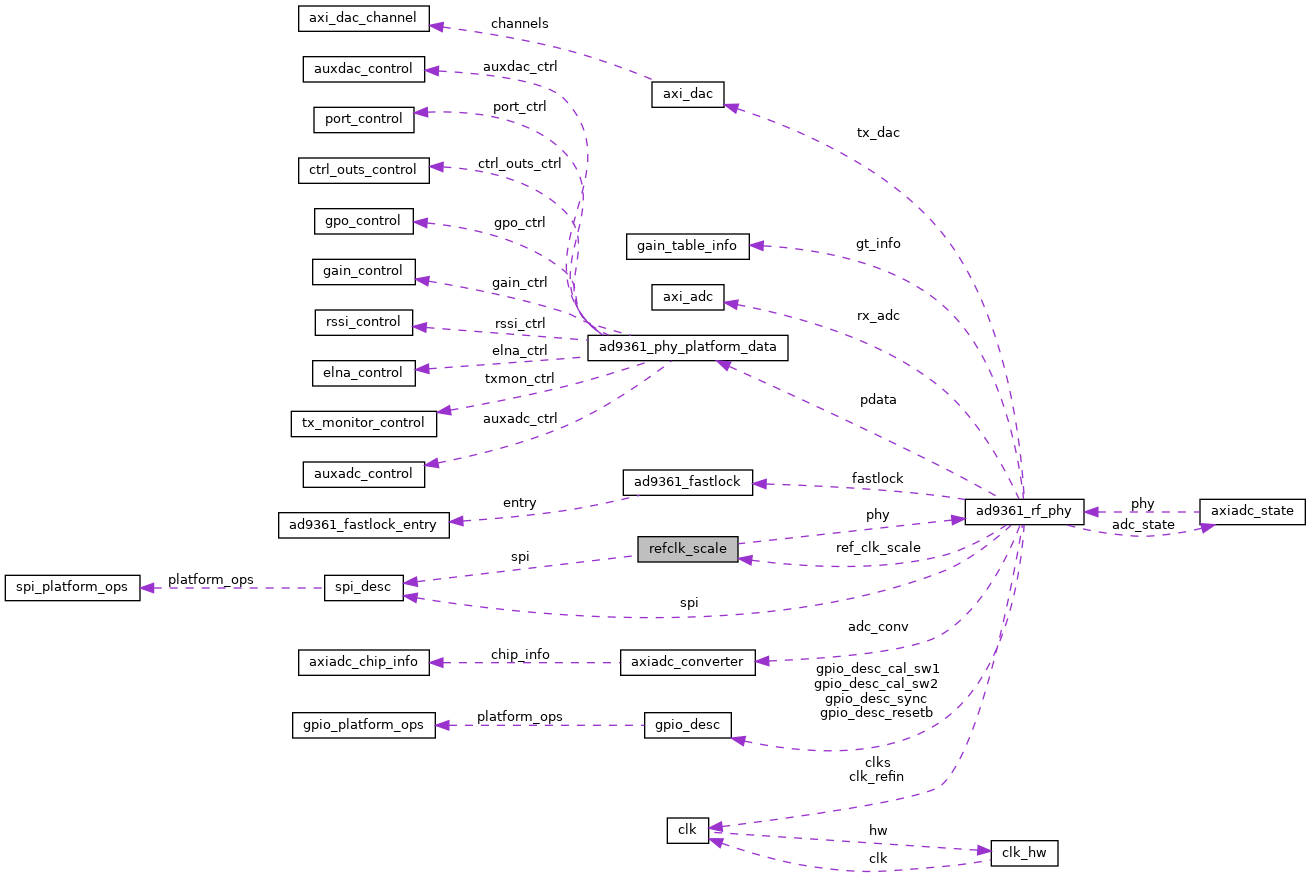 axi_dac_channel
channels
auxdac_control
auxdac_ctrl
axi_dac
port_control
port_ctrl
tx_dac
ctrl_outs_control
ctrl_outs_ctrl
gpo_control
gpo_ctrl
gain_table_info
gt_info
gain_control
gain_ctrl
axi_adc
rx_adc
rssi_control
rssi_ctrl
ad9361_phy_platform_data
elna_control
elna_ctrl
txmon_ctrl
pdata
tx_monitor_control
auxadc_ctrl
auxadc_control
ad9361_fastlock
fastlock
entry
ad9361_fastlock_entry
ad9361_rf_phy
phy
axiadc_state
adc_state
phy
refclk_scale
ref_clk_scale
spi
spi_platform_ops
platform_ops
spi_desc
spi
adc_conv
axiadc_chip_info
chip_info
axiadc_converter
gpio_desc_cal_sw1
gpio_desc_cal_sw2
gpio_desc_sync
gpio_desc_resetb
gpio_platform_ops
platform_ops
gpio_desc
clks
clk_refin
clk
hw
clk
clk_hw